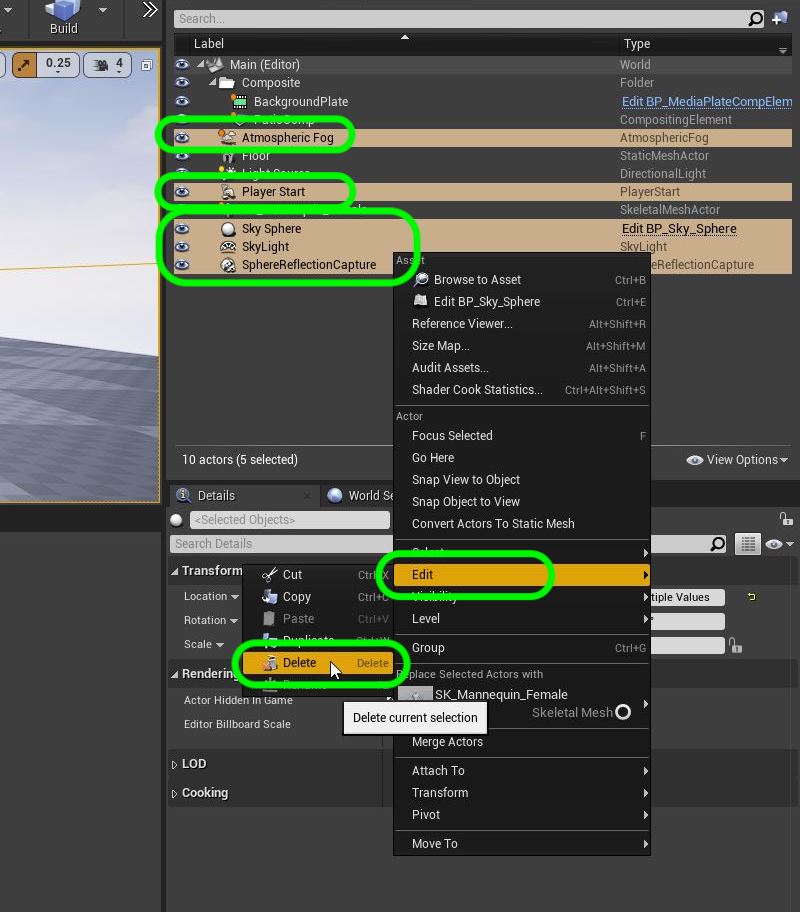 Build
Search...
0.25
4
Label Type
Main (Editor) World
Composite Folder
BackgroundPlate Edit BP_MediaPlateCompElem
CompositingElement
Atmospheric Fog AtmosphericFog
Floor StaticMeshActor
Light Source DirectionalLight
Player Start PlayerStart
SkeletalMeshActor
Sky Sphere Edit BP_Sky_Sphere
SkyLight SkyLight
SphereReflectionCapture ReflectionCapture
Asset
Browse to Asset Ctrl+B
Edit BP_Sky_Sphere Ctrl+E
Reference Viewer... Alt+Shift+R
Size Map... Alt+Shift+M
Audit Assets... Alt+Shift+A
Shader Cook Statistics... Ctrl+Alt+Shift+S
Actor
Focus Selected F
Go Here
Snap View to Object
Snap Object to View
Convert Actors To Static Mesh
Select
Edit
Visibility
Level
Group Ctrl+G
Replace Selected Actors with
SK_Mannequin_Female
Skeletal Mesh
Merge Actors
Attach To
Transform
Pivot
Move To
10 actors (5 selected) View Options
Details World Se
<Selected Objects>
Search Details
Transform
Location tiple Values
Rotation
Scale
Rendering
Actor Hidden In Game
Editor Billboard Scale
LOD
Cooking
Cut Ctrl+X
Copy Ctrl+C
Paste Ctrl+V
Duplicate Ctrl+W
Delete Delete
Rename
Delete current selection